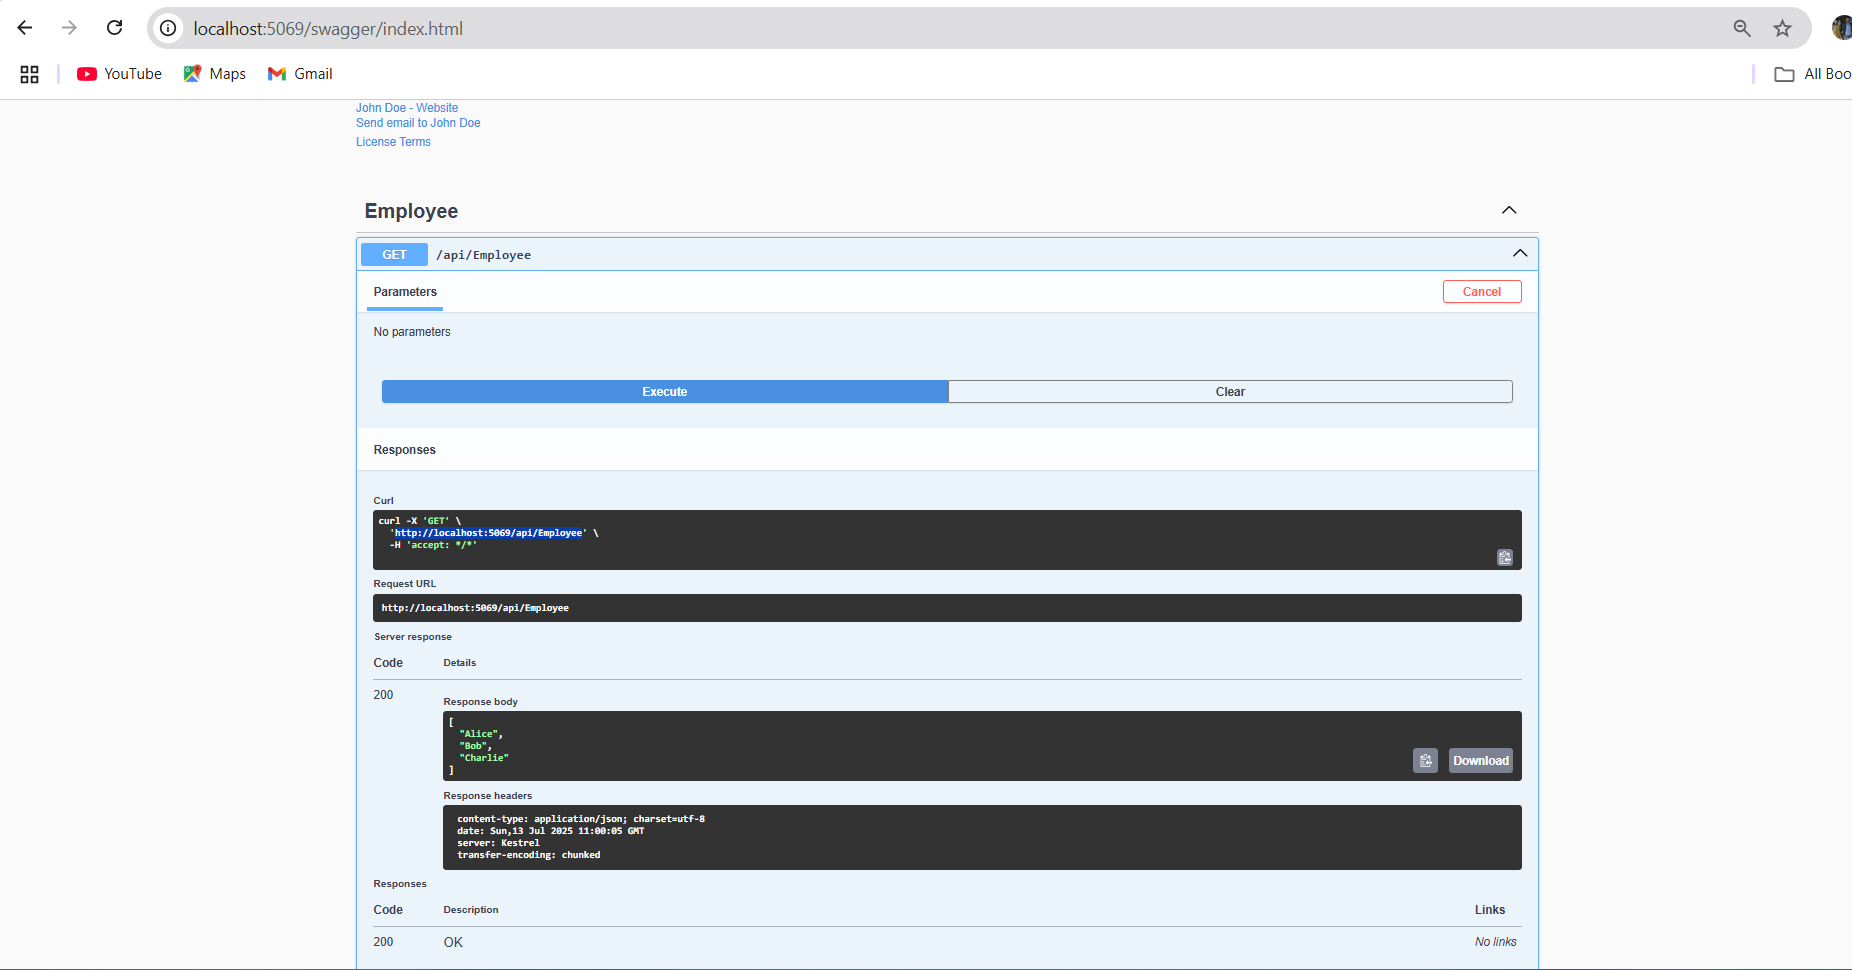 localhost:5069/swagger/index.html
YouTube Maps Gmail All Boo
John Doe - Website
Send email to John Doe
License Terms
Employee
GET /api/Employee
Parameters Cancel
No parameters
Execute Clear
Responses
Curl
curl -X 'GET' \
'http://localhost:5069/api/Employee' \
-H 'accept: */*'
Request URL
http://localhost:5069/api/Employee
Server response
Code Details
200
Response body
[
"Alice",
"Bob",
"Charlie"
]
Download
Response headers
content-type: application/json; charset=utf-8
date: Sun,13 Jul 2025 11:00:05 GMT
server: Kestrel
transfer-encoding: chunked
Responses
Code Description Links
200 OK No links